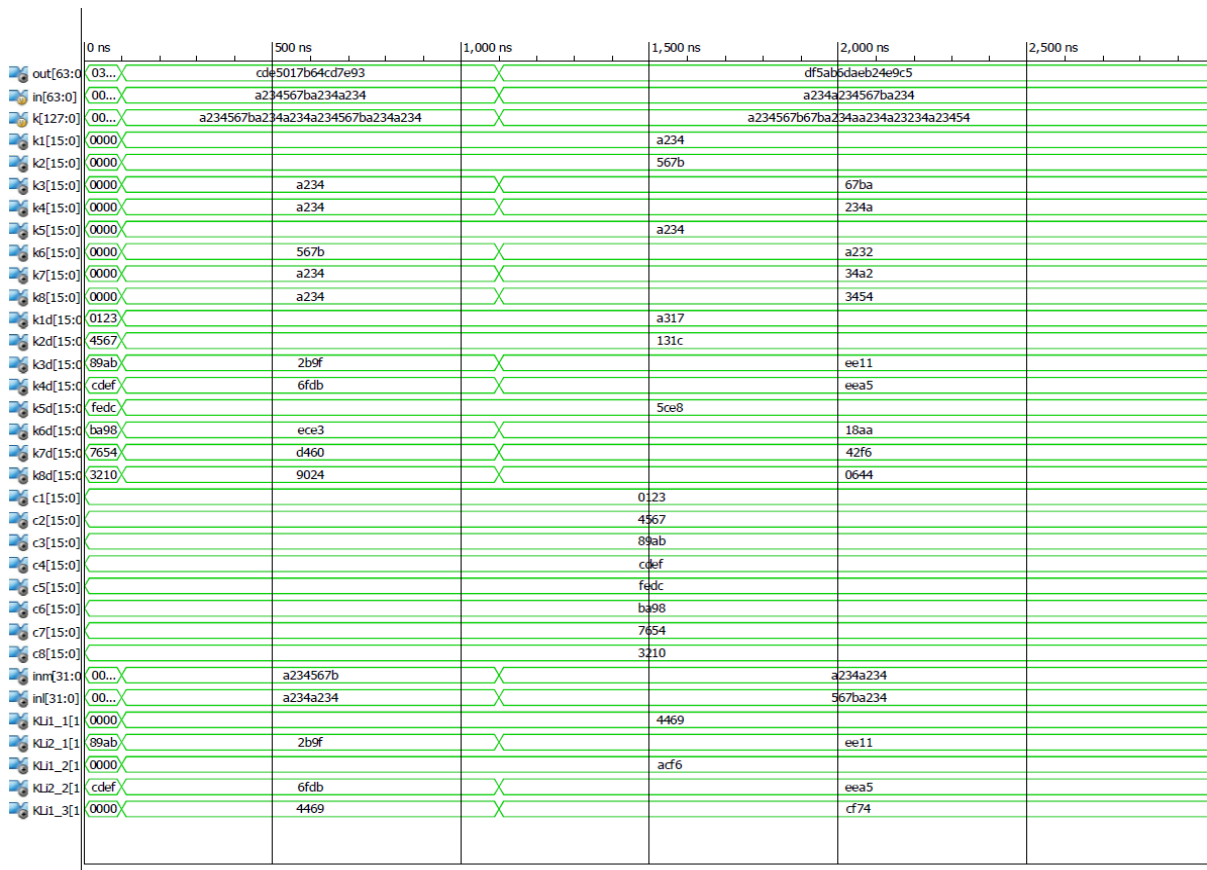 0 ns 500 ns 1,000 ns 1,500 ns 2,000 ns 2,500 ns
out[63:0 03... cde5017b64cd7e93 df5ab6daeb24e9c5
in[63:0] 00... a234567ba234a234 a234a234567ba234
k[127:0] 00... a234567ba234a234a234567ba234a234 a234567b67ba234aa234a23234a23454
k1[15:0] 0000 a234
k2[15:0] 0000 567b
k3[15:0] 0000 a234 67ba
k4[15:0] 0000 a234 234a
k5[15:0] 0000 a234
k6[15:0] 0000 567b a232
k7[15:0] 0000 a234 34a2
k8[15:0] 0000 a234 3454
k1d[15:0 0123 a317
k2d[15:0 4567 131c
k3d[15:0 89ab 2b9f ee11
k4d[15:0 cdef 6fdb eea5
k5d[15:0 fedc 5ce8
k6d[15:0 ba98 ece3 18aa
k7d[15:0 7654 d460 42f6
k8d[15:0 3210 9024 0644
c1[15:0] 0123
c2[15:0] 4567
c3[15:0] 89ab
c4[15:0] cdef
c5[15:0] fedc
c6[15:0] ba98
c7[15:0] 7654
c8[15:0] 3210
inm[31:0 00... a234567b a234a234
inl[31:0] 00... a234a234 567ba234
KLi1_1[1 0000 4469
KLi2_1[1 89ab 2b9f ee11
KLi1_2[1 0000 acf6
KLi2_2[1 cdef 6fdb eea5
KLi1_3[1 0000 4469 cf74